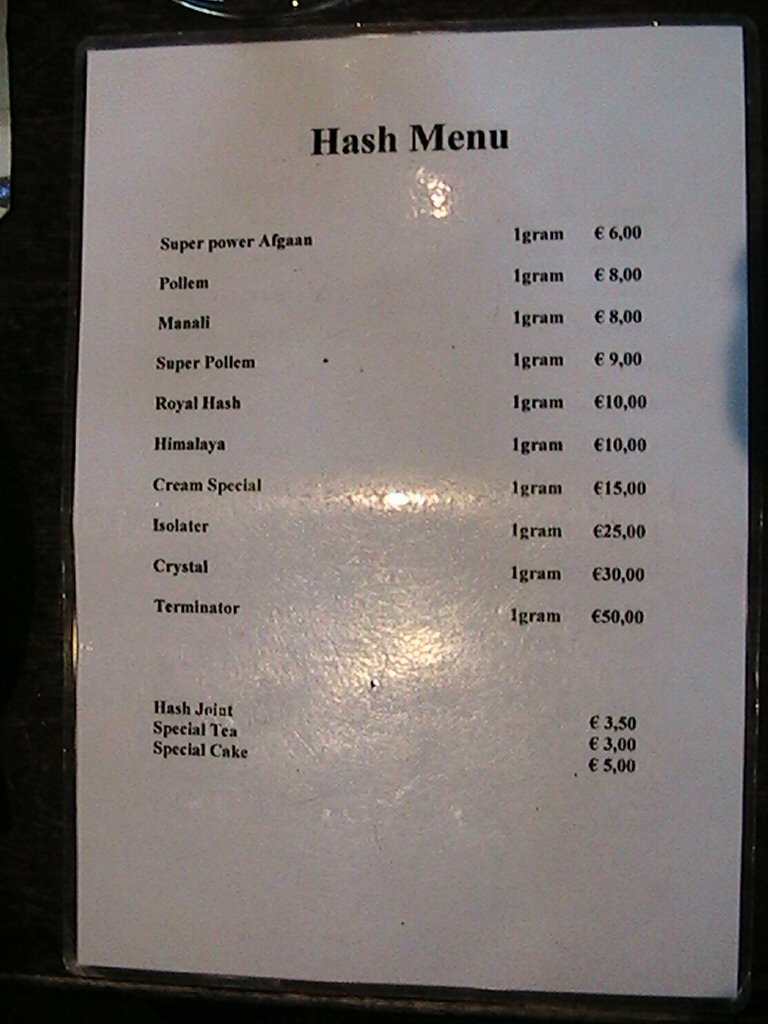 Hash Menu
Super power Afgaan 1gram € 6,00
Pollem 1gram € 8,00
Manali 1gram € 8,00
Super Pollem 1gram € 9,00
Royal Hash 1gram €10,00
Himalaya 1gram €10,00
Cream Special 1gram €15,00
Isolater 1gram €25,00
Crystal 1gram €30,00
Terminator 1gram €50,00
Hash Joint € 3,50
Special Tea € 3,00
Special Cake € 5,00